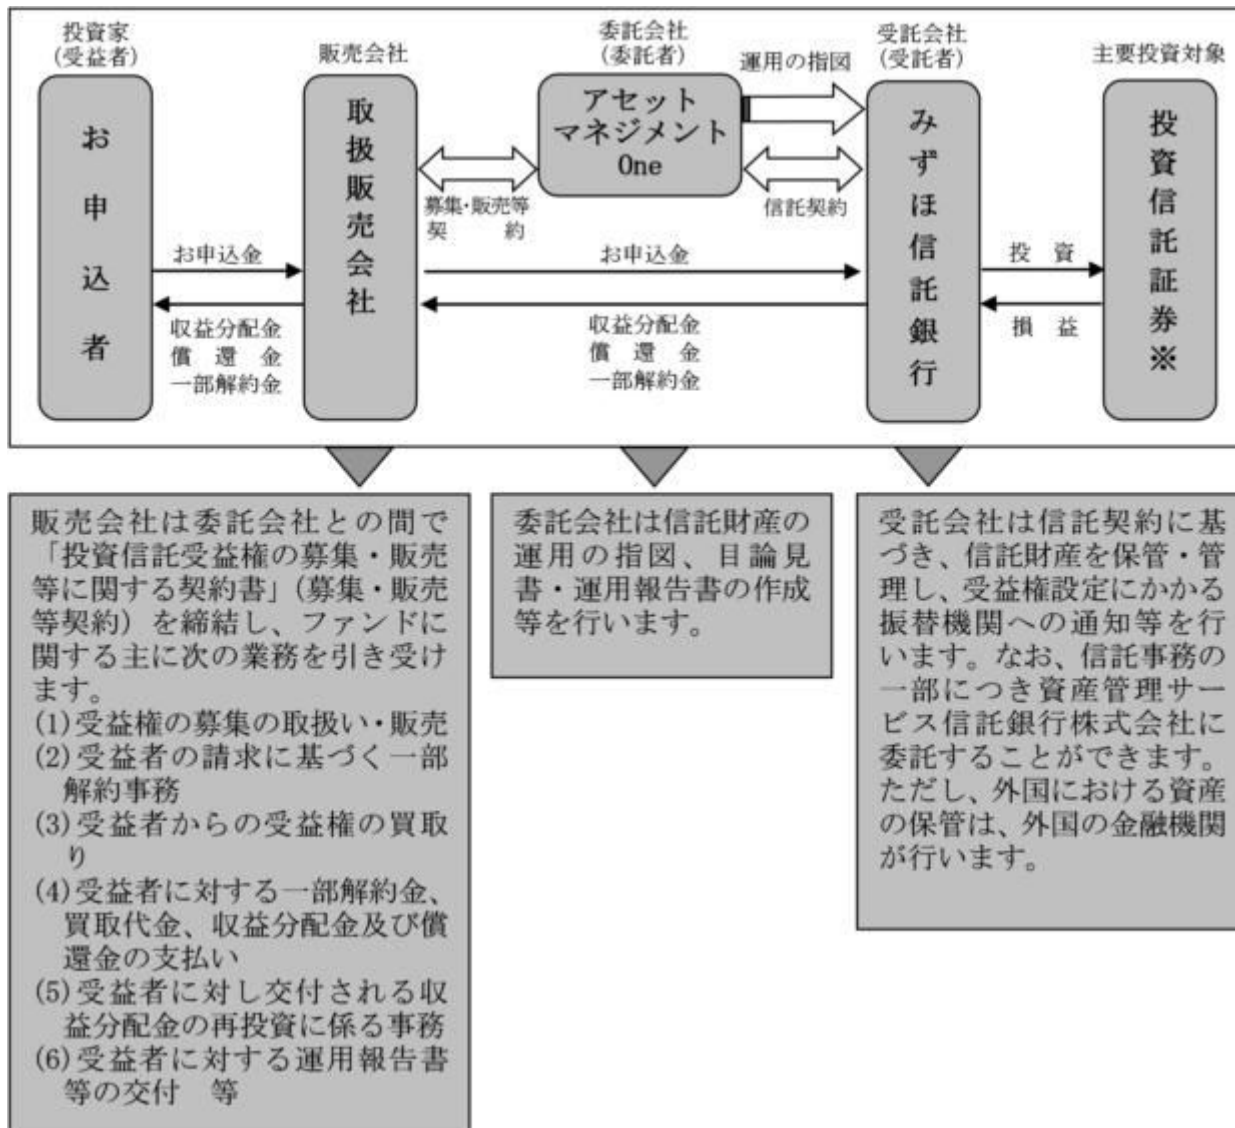 投資家
(受益者)
販売会社
委託会社
(委託者)
運用の指図
受託会社
(受託者)
主要投資対象
お申込者
取扱販売会社
アセット
マネジメント
One
みずほ信託銀行
投資信託証券※
募集・販売等
契 約
信託契約
お申込金
お申込金
投 資
収益分配金
償 還 金
一部解約金
収益分配金
償 還 金
一部解約金
損 益
販売会社は委託会社との間で
「投資信託受益権の募集・販売
等に関する契約書」(募集・販売
等契約)を締結し、ファンドに
関する主に次の業務を引き受け
ます。
(1)受益権の募集の取扱い・販売
(2)受益者の請求に基づく一部
解約事務
(3)受益者からの受益権の買取
り
(4)受益者に対する一部解約金、
買取代金、収益分配金及び償
還金の支払い
(5)受益者に対し交付される収
益分配金の再投資に係る事務
(6)受益者に対する運用報告書
等の交付 等
委託会社は信託財産の
運用の指図、目論見
書・運用報告書の作成
等を行います。
受託会社は信託契約に基
づき、信託財産を保管・管
理し、受益権設定にかかる
振替機関への通知等を行
います。なお、信託事務の
一部につき資産管理サー
ビス信託銀行株式会社に
委託することができます。
ただし、外国における資産
の保管は、外国の金融機関
が行います。